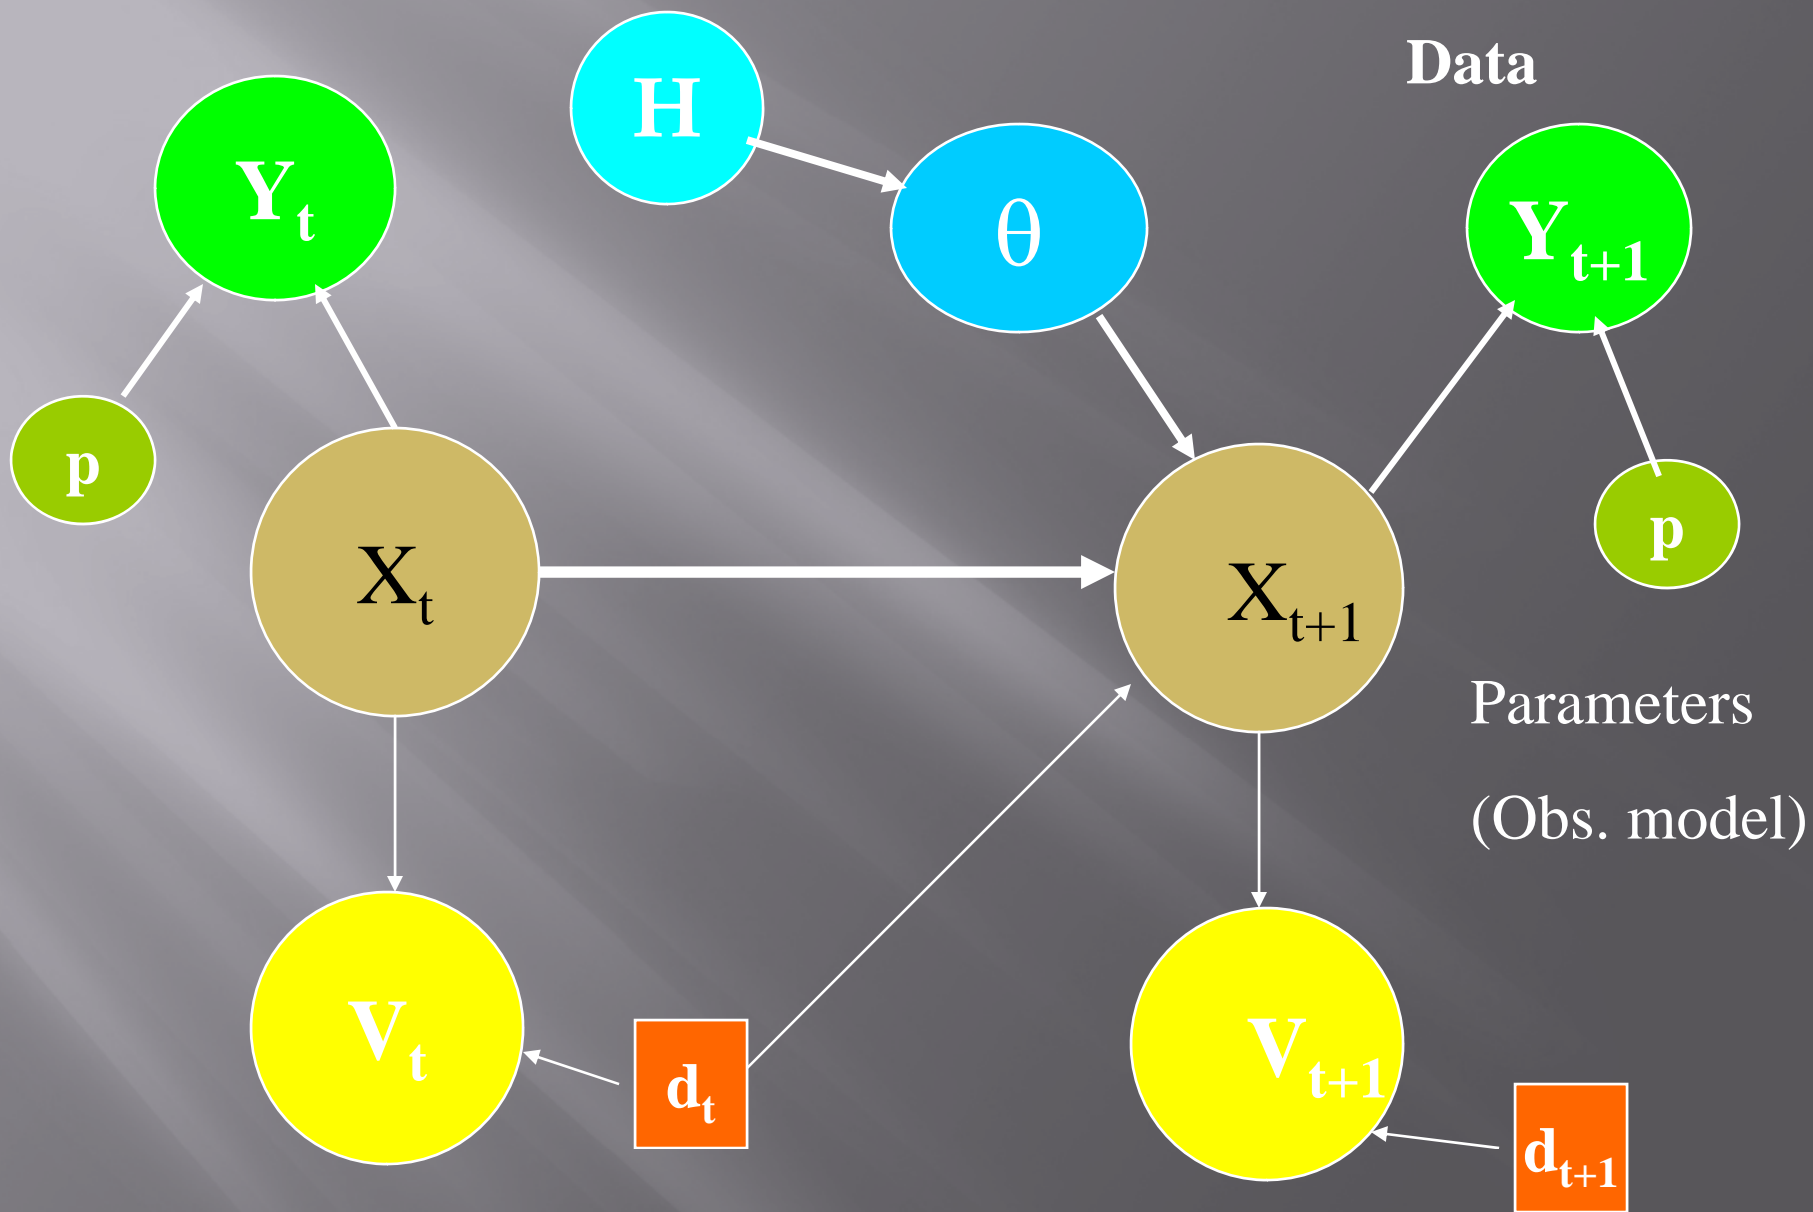 Data
H
Yt
θ
Yt+1
p
p
Xt
Xt+1
Parameters
(Obs. model)
Vt
Vt+1
dt
dt+1